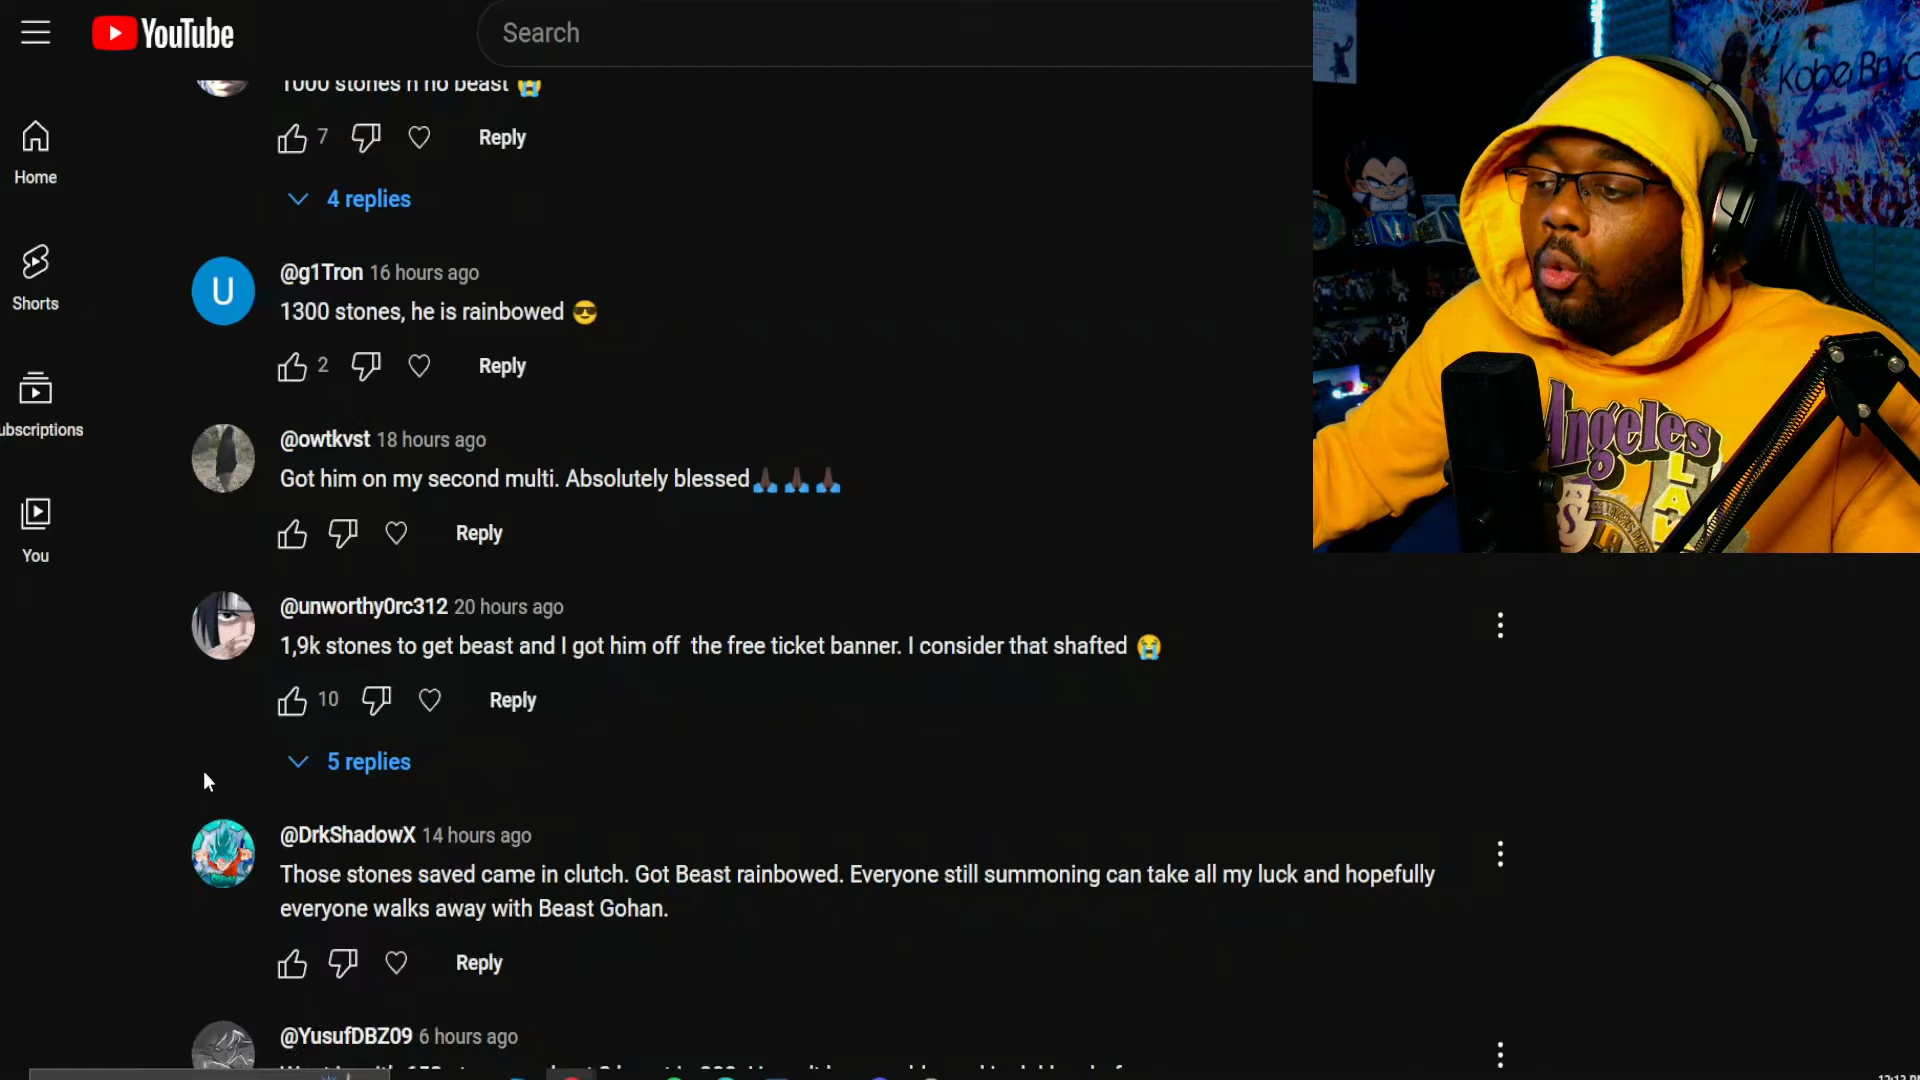 YouTube
Search
Kobe Bryo
1000 stones n no beast 😭
7
Reply
Home
4 replies
@g1Tron 16 hours ago
1300 stones, he is rainbowed 😎
Shorts
2
Reply
ubscriptions
@owtkvst 18 hours ago
Got him on my second multi. Absolutely blessed🙏🏿🙏🏿🙏🏿
Angeles
LA
Reply
You
@unworthy0rc312 20 hours ago
1,9k stones to get beast and I got him off the free ticket banner. I consider that shafted 😭
10
Reply
5 replies
@DrkShadowX 14 hours ago
Those stones saved came in clutch. Got Beast rainbowed. Everyone still summoning can take all my luck and hopefully
everyone walks away with Beast Gohan.
Reply
@YusufDBZ09 6 hours ago